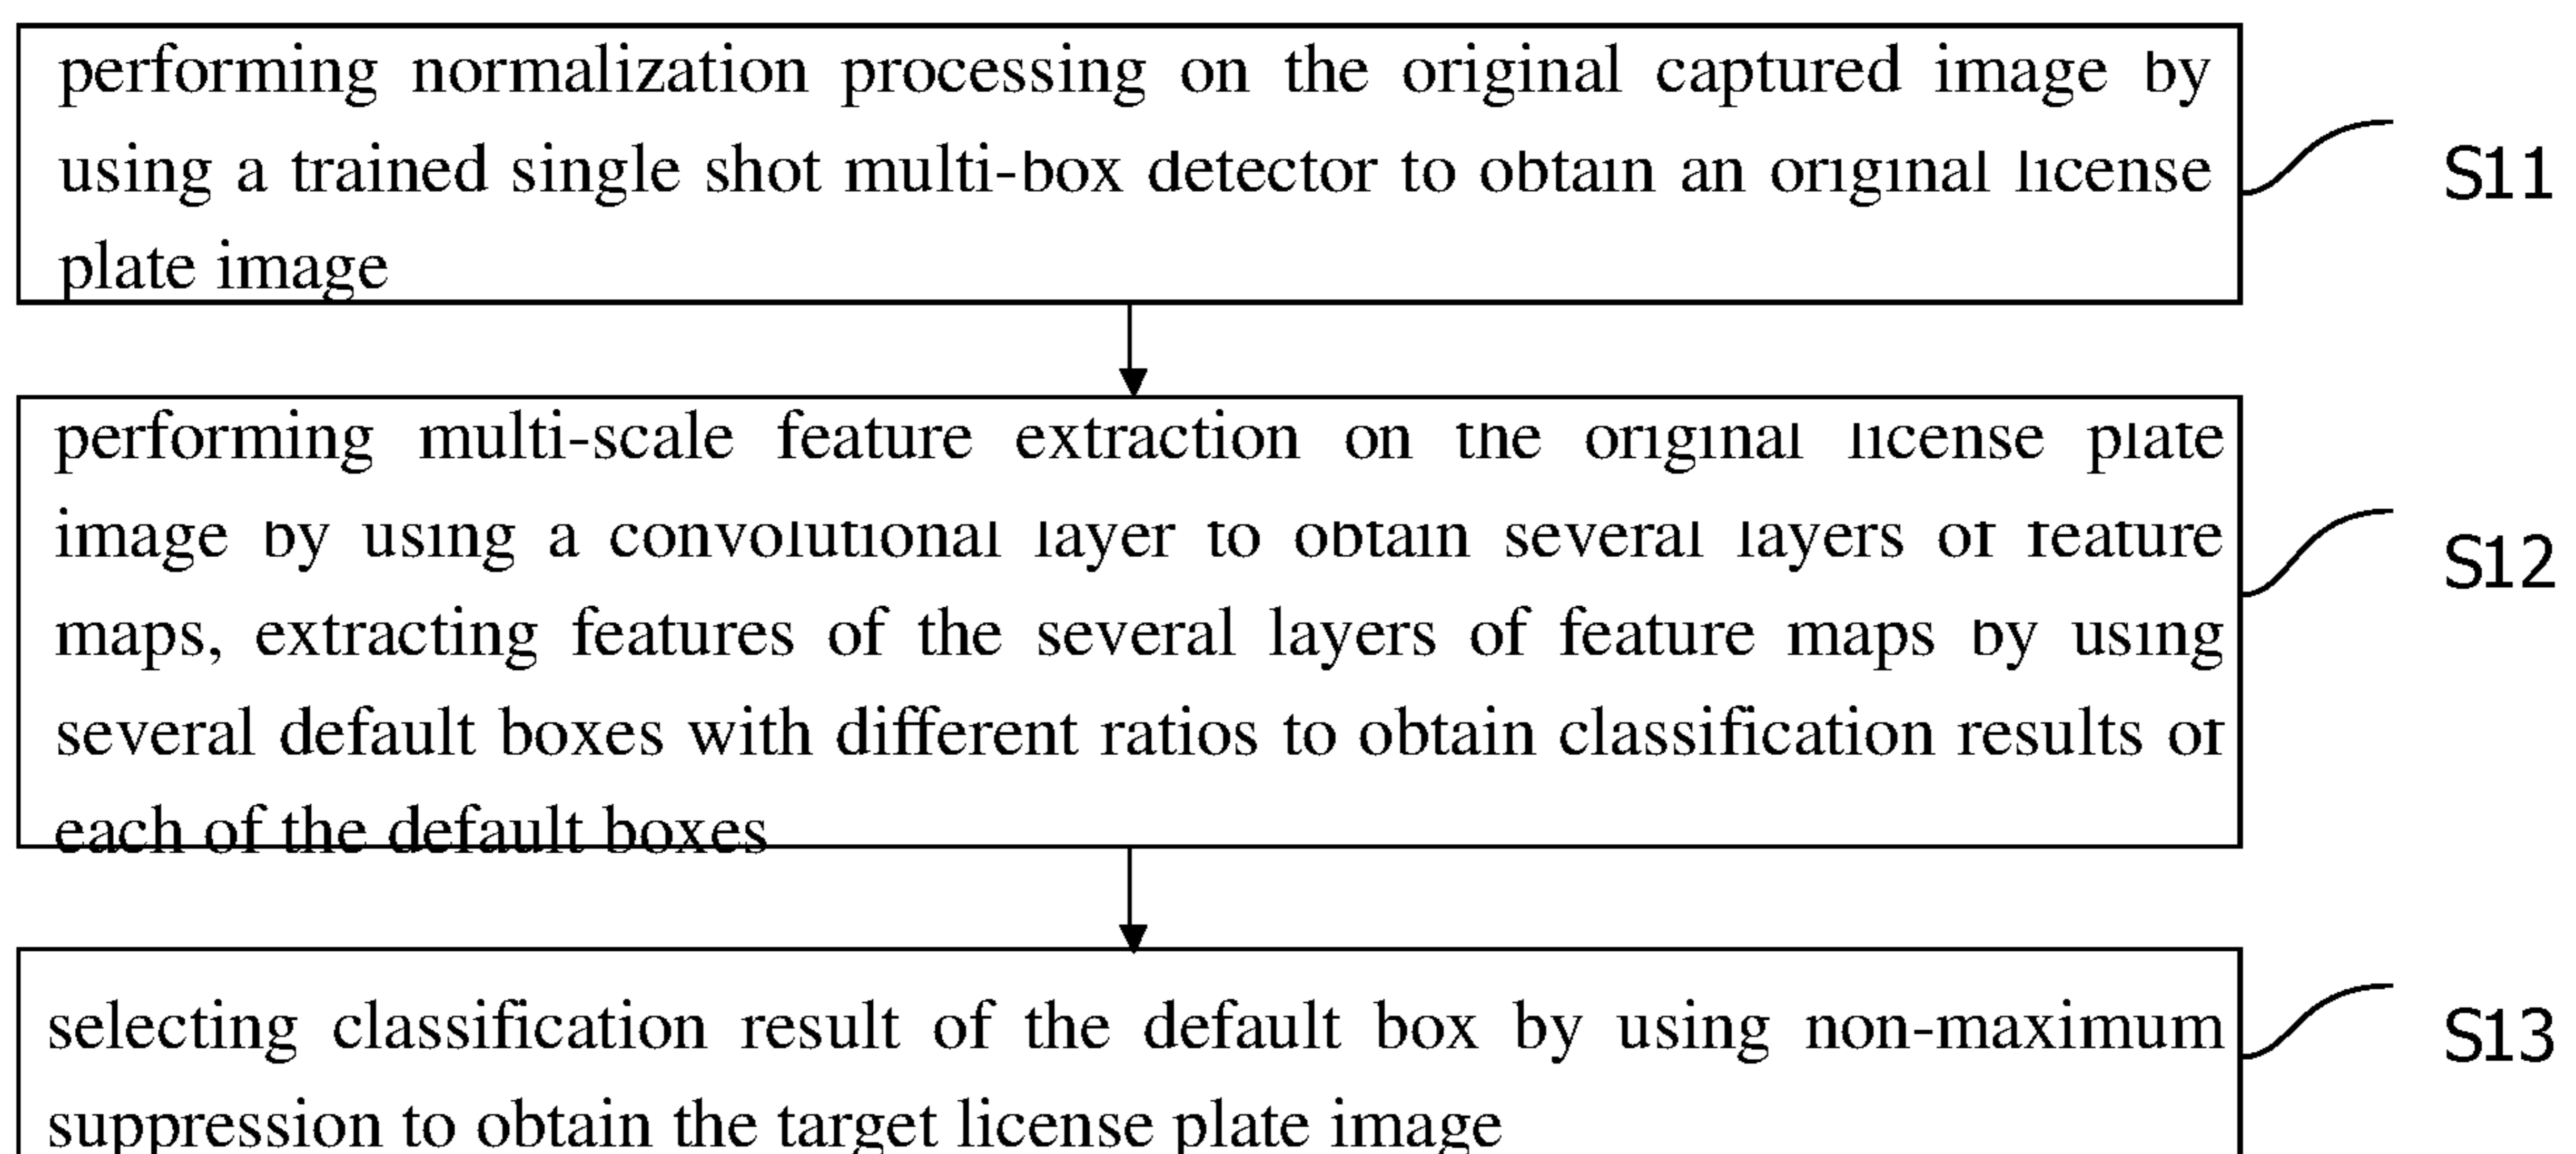 performing normalization processing on the original captured image by
using a trained single shot multi-box detector to obtain an original license
plate image
S11
performing multi-scale feature extraction on the original license plate
image by using a convolutional layer to obtain several layers of feature
maps, extracting features of the several layers of feature maps by using
several default boxes with different ratios to obtain classification results of
each of the default boxes
S12
selecting classification result of the default box by using non-maximum
suppression to obtain the target license plate image
S13